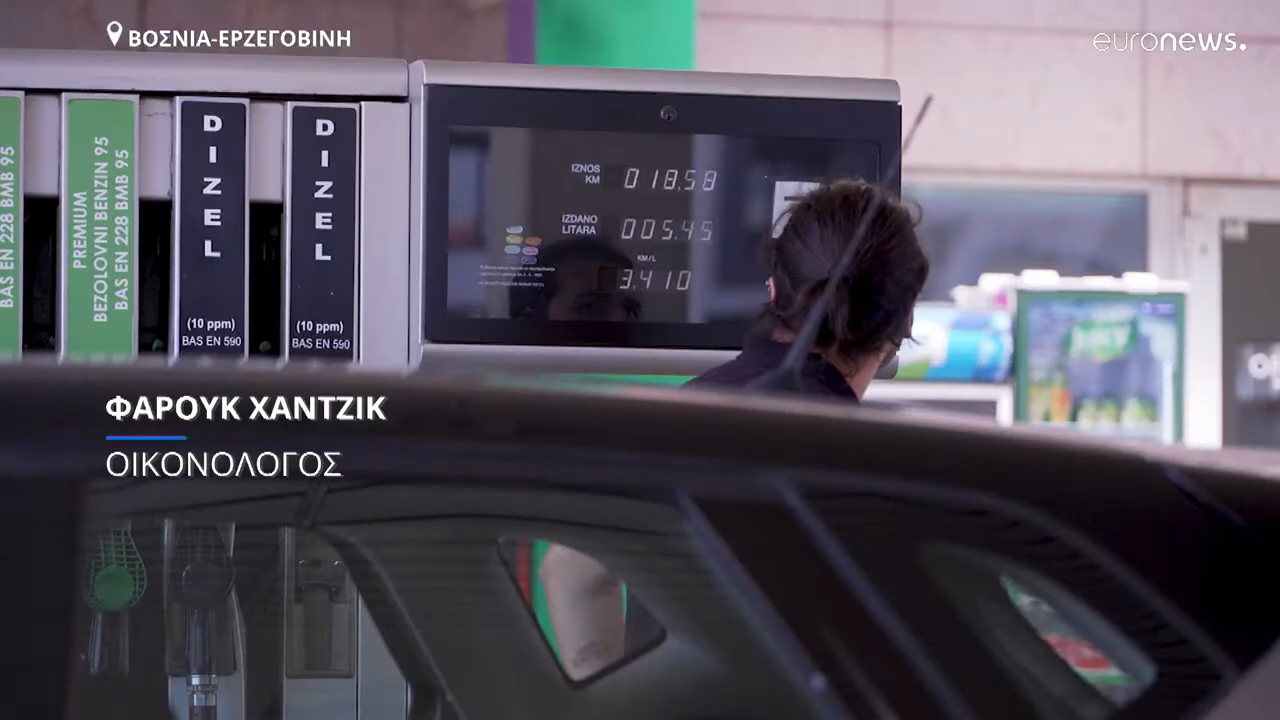 ΒΟΣΝΙΑ-ΕΡΖΕΓΟΒΙΝΗ
euronews.
BAS EN 228 BMB 95
PREMIUM
BEZOLOVNI BENZIN 95
BAS EN 228 BMB 95
DIZEL
(10 ppm)
BAS EN 590
DIZEL
(10 ppm)
BAS EN 590
IZNOS
KM
018,58
IZDANO
LITARA
005.45
KM/L
3,410
ΦΑΡΟΥΚ ΧΑΝΤΖΙΚ
ΟΙΚΟΝΟΛΟΓΟΣ